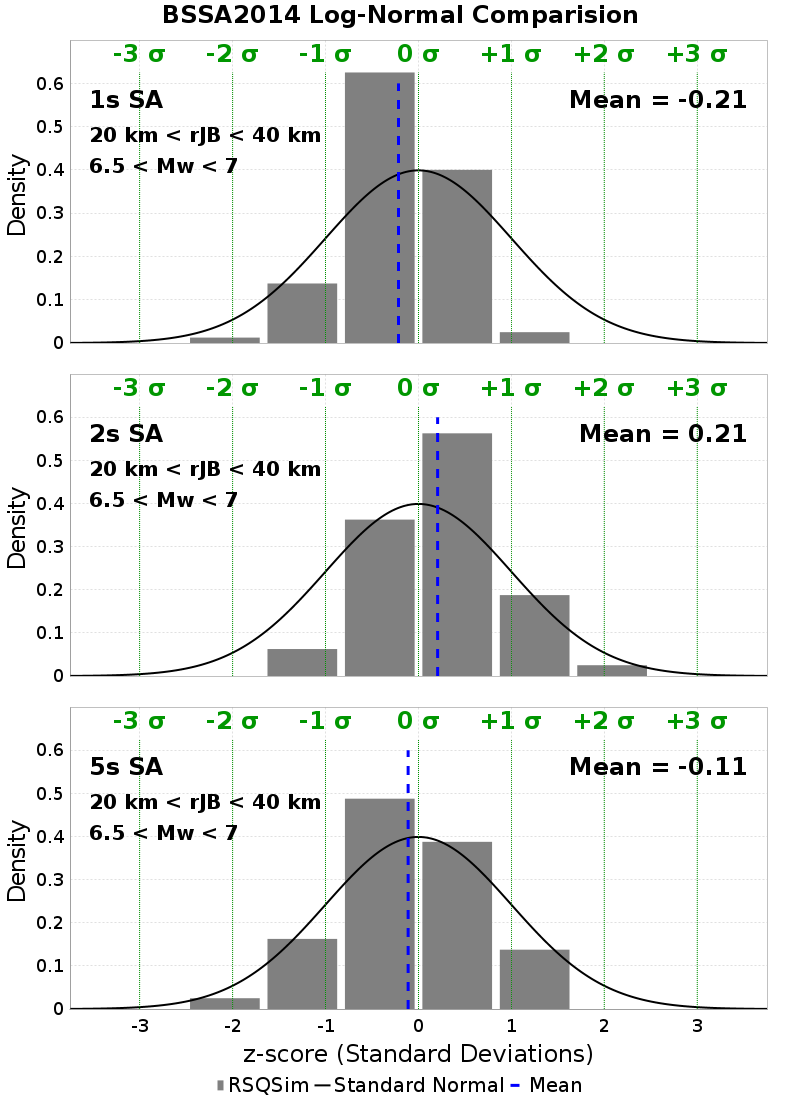 BSSA2014 Log-Normal Comparision
-3 σ -2 σ -1 σ 0 σ +1 σ +2 σ +3 σ
1s SA Mean = -0.21
20 km < rJB < 40 km
6.5 < Mw < 7
Density
0.6
0.5
0.4
0.3
0.2
0.1
0
-3 σ -2 σ -1 σ 0 σ +1 σ +2 σ +3 σ
2s SA Mean = 0.21
20 km < rJB < 40 km
6.5 < Mw < 7
Density
0.6
0.5
0.4
0.3
0.2
0.1
0
-3 σ -2 σ -1 σ 0 σ +1 σ +2 σ +3 σ
5s SA Mean = -0.11
20 km < rJB < 40 km
6.5 < Mw < 7
Density
0.6
0.5
0.4
0.3
0.2
0.1
0
-3 -2 -1 0 1 2 3
z-score (Standard Deviations)
RSQSim Standard Normal Mean